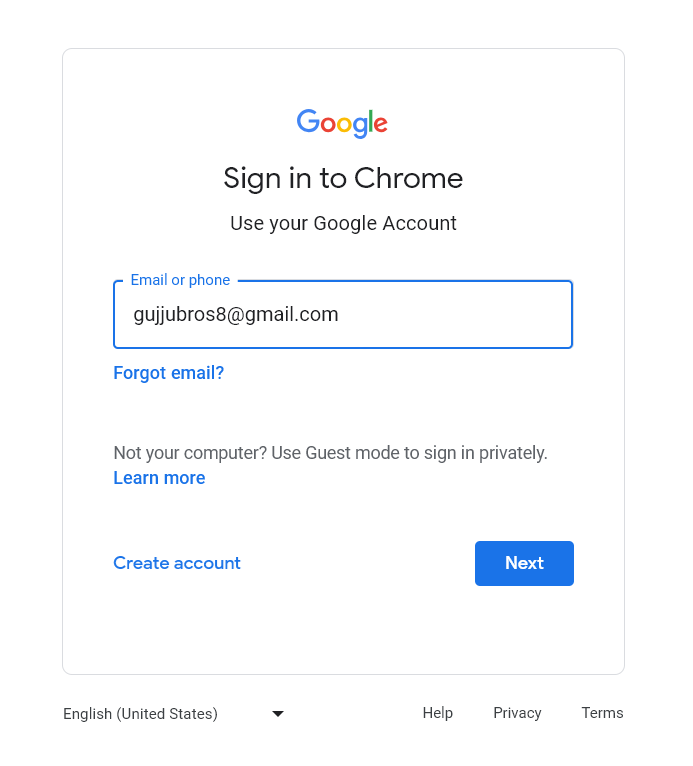 Google
Sign in to Chrome
Use your Google Account
Email or phone
gujjubros8@gmail.com
Forgot email?
Not your computer? Use Guest mode to sign in privately.
Learn more
Create account
Next
English (United States)
Help
Privacy
Terms